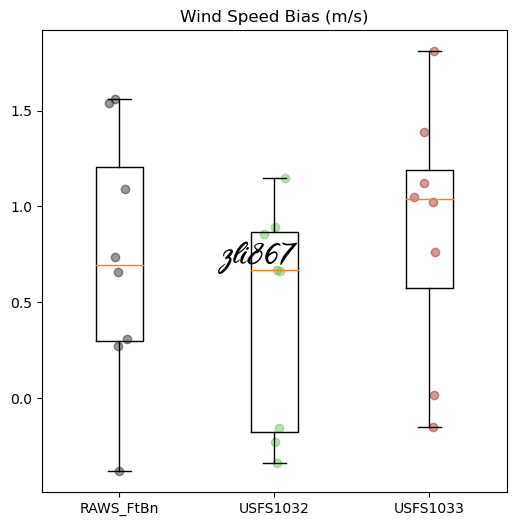 Wind Speed Bias (m/s)
1.5
1.0
0.5
0.0
zli867
RAWS_FtBn USFS1032 USFS1033